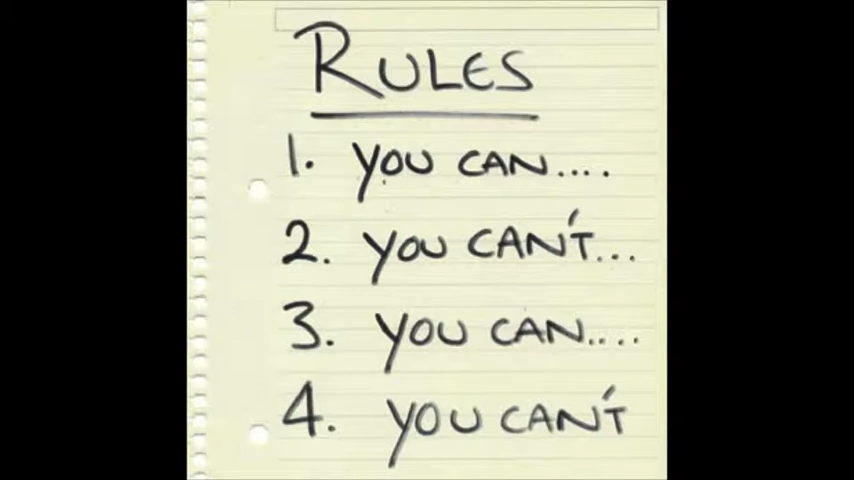 RULES
1. YOU CAN....
2. YOU CAN'T...
3. YOU CAN....
4. YOU CAN'T